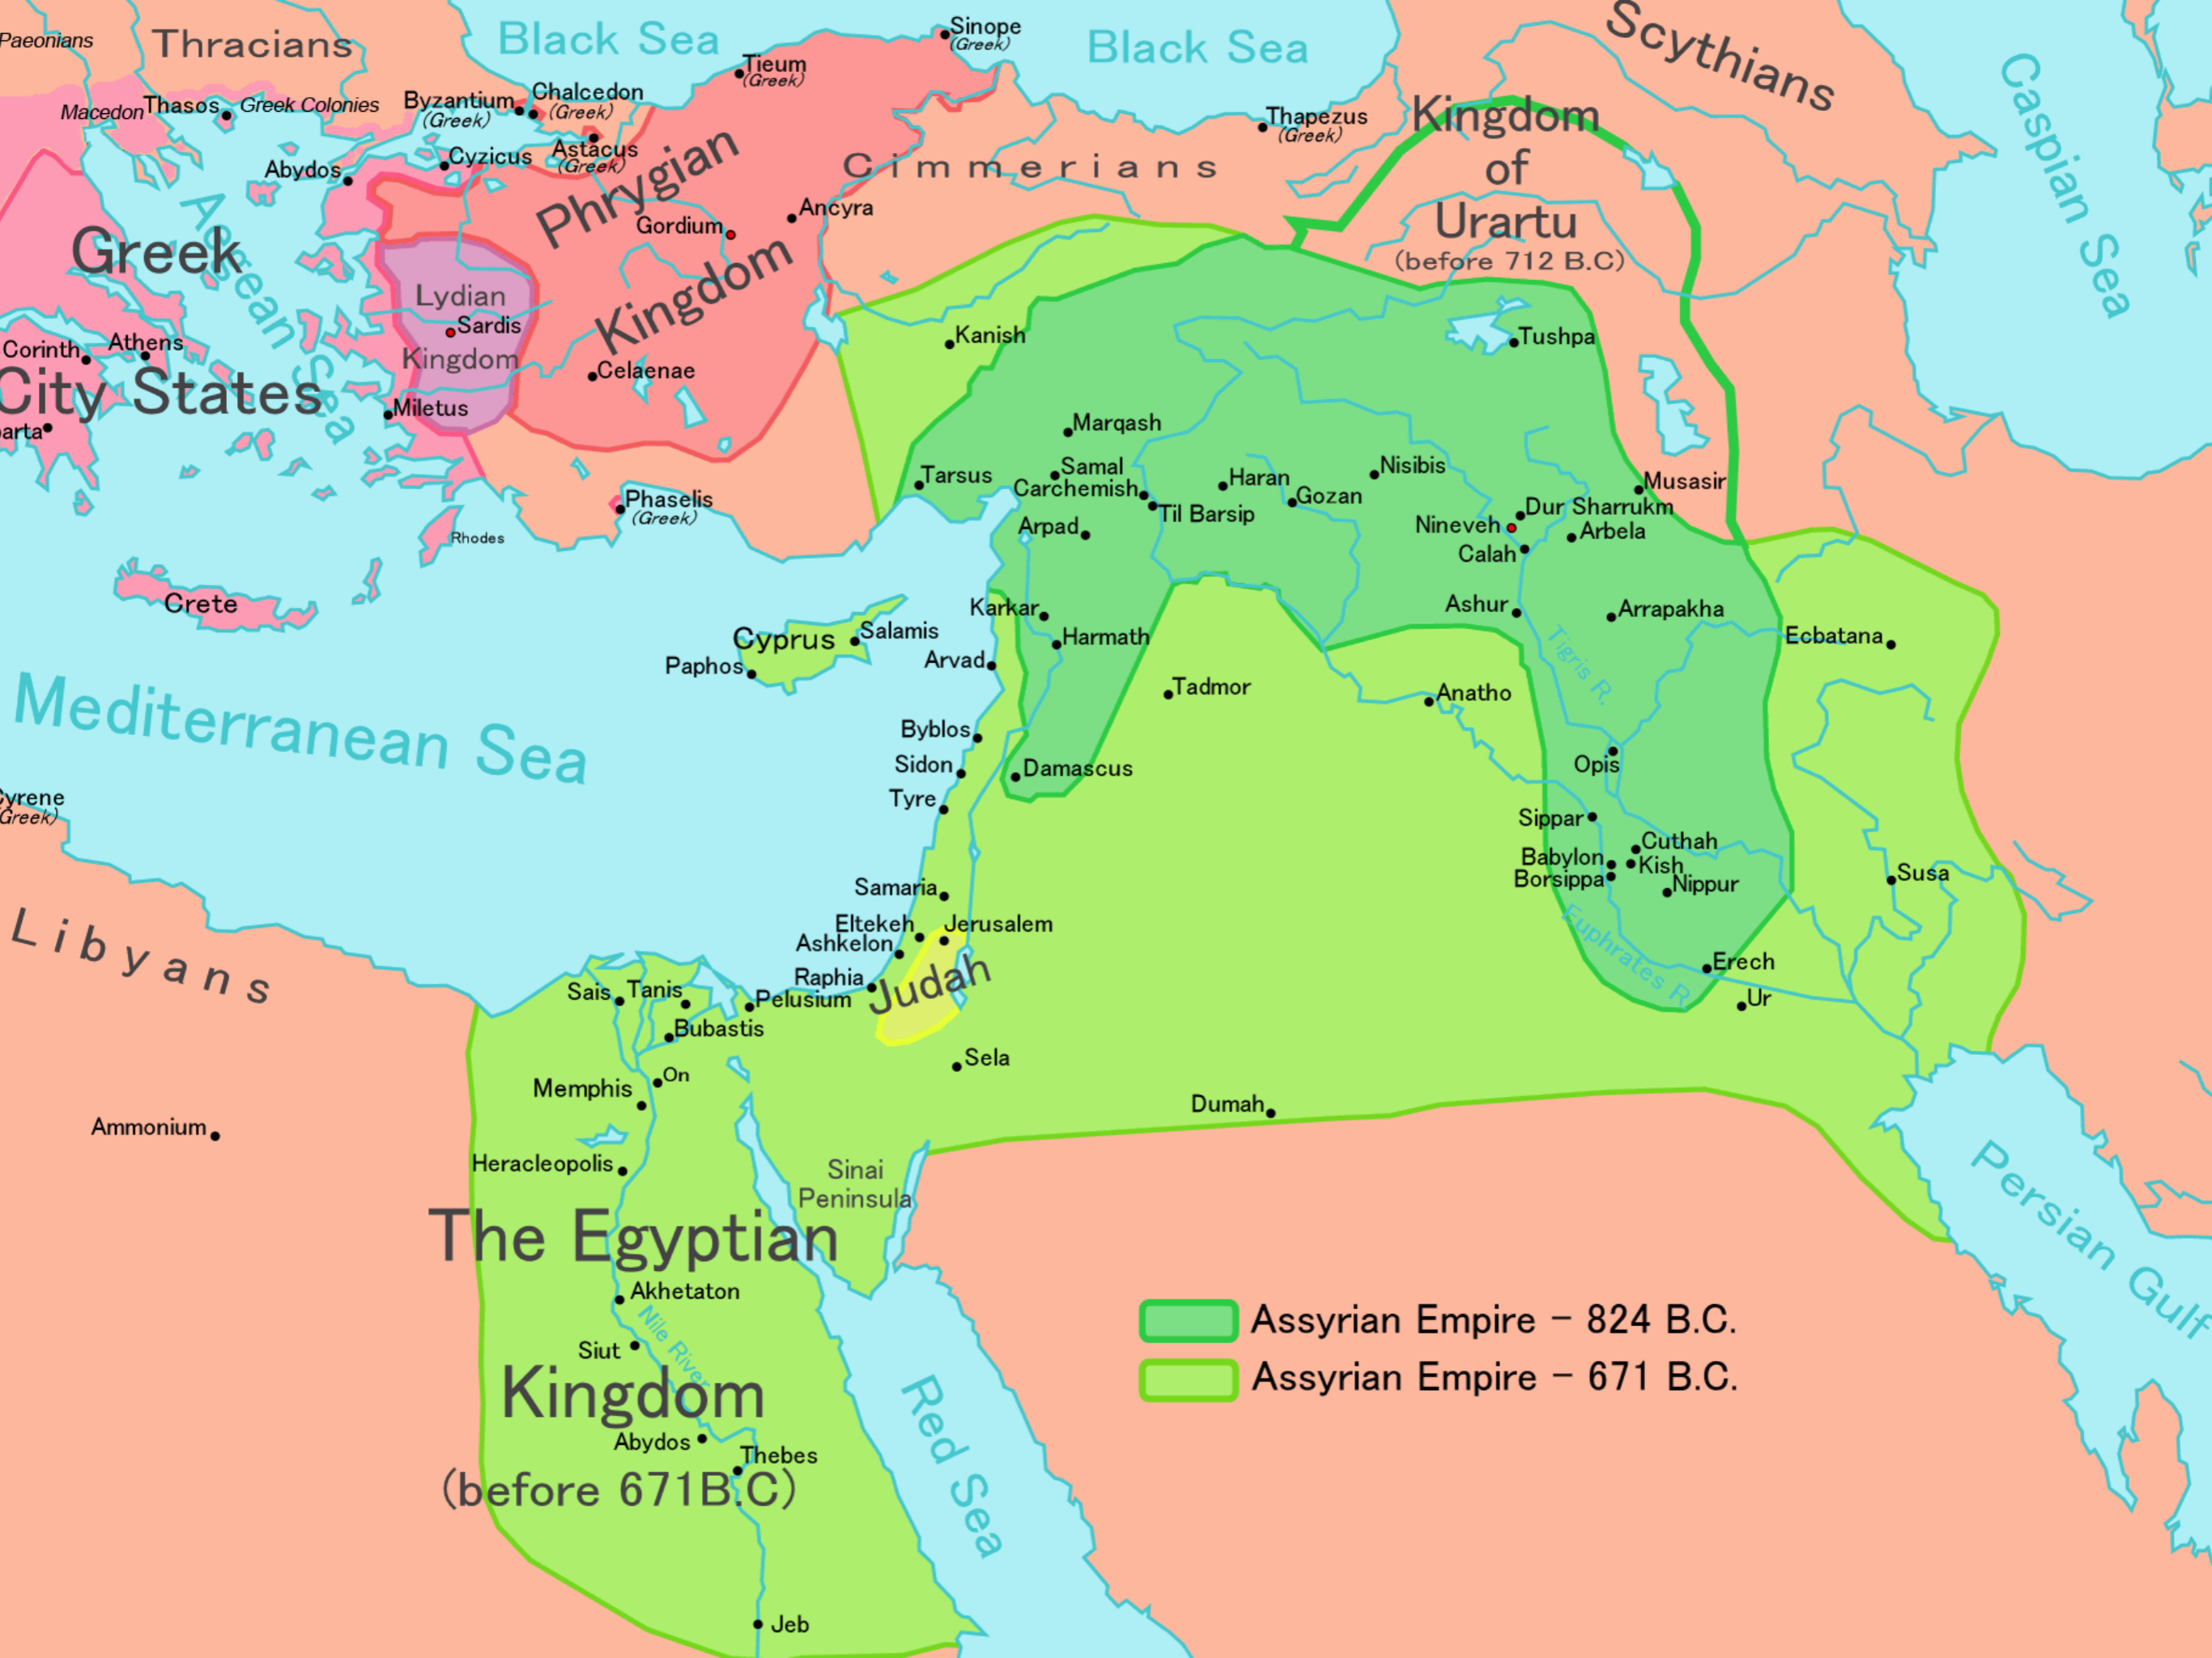 Paeonians
Thracians
Black Sea
Sinope
(Greek)
Black Sea
Scythians
Caspian Sea
Tieum
(Greek)
Macedon
Thasos
Greek Colonies
Byzantium
(Greek)
Chalcedon
(Greek)
Astacus
(Greek)
Thapezus
(Greek)
Kingdom
of
Urartu
(before 712 B.C)
Abydos
Cyzicus
Cimmerians
Phrygian
Kingdom
Gordium
Ancyra
Greek
City States
Aegean Sea
Lydian
Kingdom
Sardis
Celaenae
Kanish
Tushpa
Corinth
Athens
Miletus
arta
Marqash
Tarsus
Samal
Carchemish
Til Barsip
Haran
Gozan
Nisibis
Musasir
Dur Sharrukm
Nineveh
Arbela
Calah
Arpad
Phaselis
(Greek)
Rhodes
Crete
Cyprus
Salamis
Paphos
Karkar
Harmath
Arvad
Ashur
Arrapakha
Tigris R.
Ecbatana
Tadmor
Anatho
Mediterranean Sea
Byblos
Sidon
Damascus
Tyre
Opis
Sippar
Cuthah
Babylon
Kish
Borsippa
Nippur
Susa
yrene
Greek)
Libyans
Samaria
Eltekeh
Jerusalem
Ashkelon
Raphia
Judah
Euphrates R.
Erech
Ur
Sais
Tanis
Pelusium
Bubastis
Sela
On
Memphis
Dumah
Ammonium
Heracleopolis
Sinai
Peninsula
Persian Gulf
The Egyptian
Kingdom
(before 671B.C)
Akhetaton
Nile River
Siut
Abydos
Thebes
Jeb
Red Sea
Assyrian Empire - 824 B.C.
Assyrian Empire - 671 B.C.